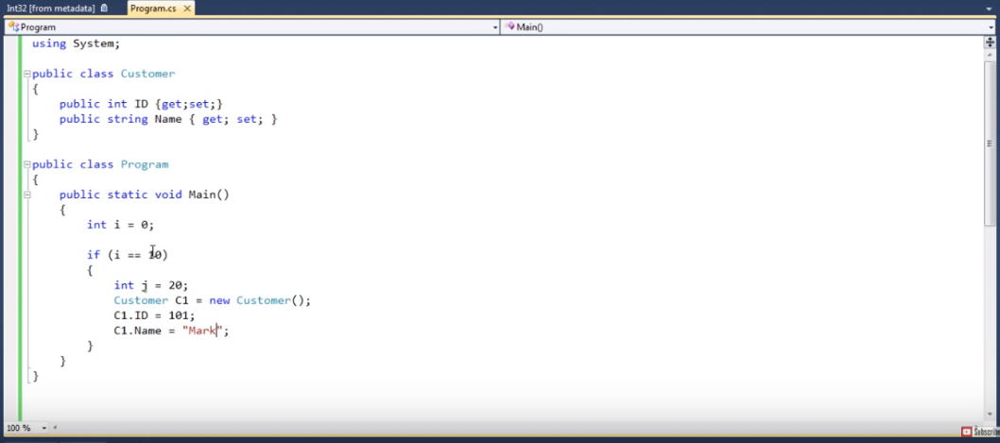 Int32 [from metadata]
Program.cs
Program
Main()
using System;
public class Customer
{
public int ID {get;set;}
public string Name { get; set; }
}
public class Program
{
public static void Main()
{
int i = 0;
if (i == 10)
{
int j = 20;
Customer C1 = new Customer();
C1.ID = 101;
C1.Name = "Mark";
}
}
}
100 %
Subscribe